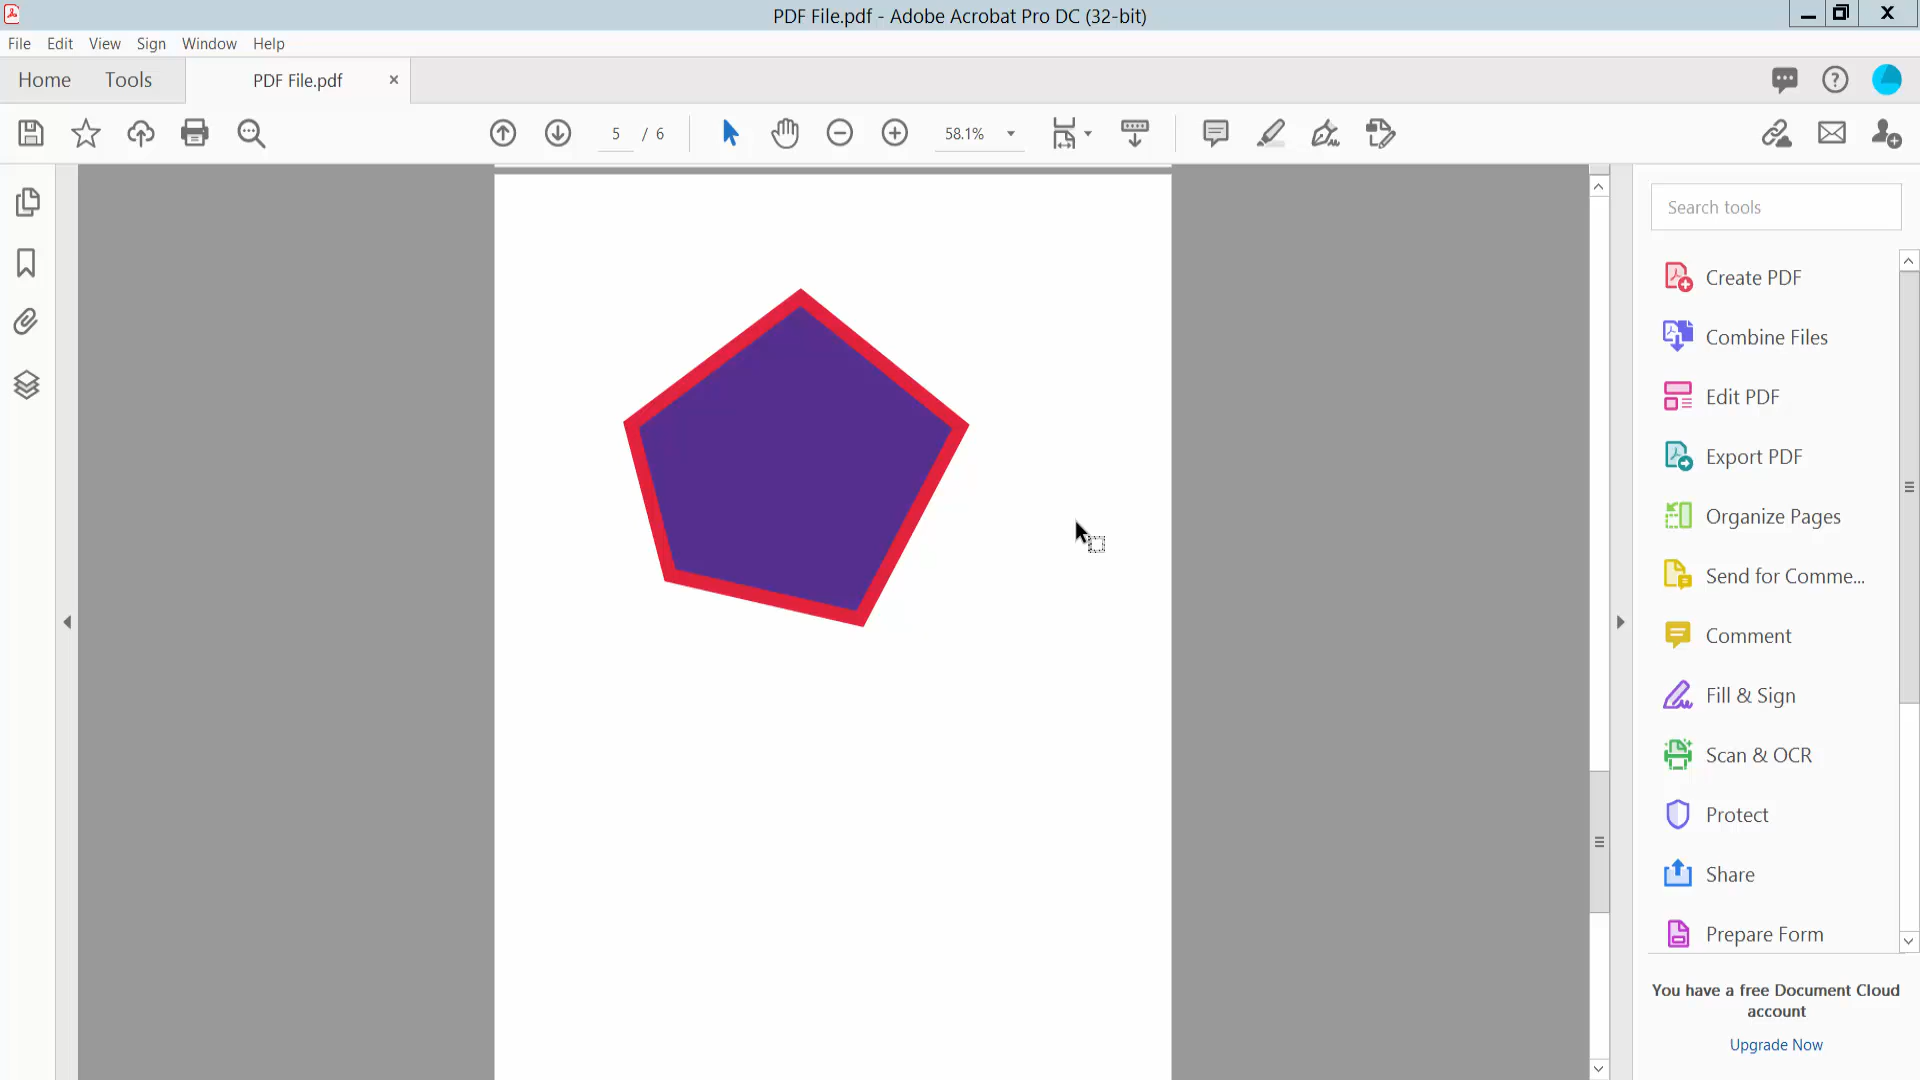 PDF File.pdf - Adobe Acrobat Pro DC (32-bit)
File Edit View Sign Window Help
Home Tools PDF File.pdf
5 / 6 58.1%
Search tools
Create PDF
Combine Files
Edit PDF
Export PDF
Organize Pages
Send for Comme...
Comment
Fill & Sign
Scan & OCR
Protect
Share
Prepare Form
You have a free Document Cloud
account
Upgrade Now